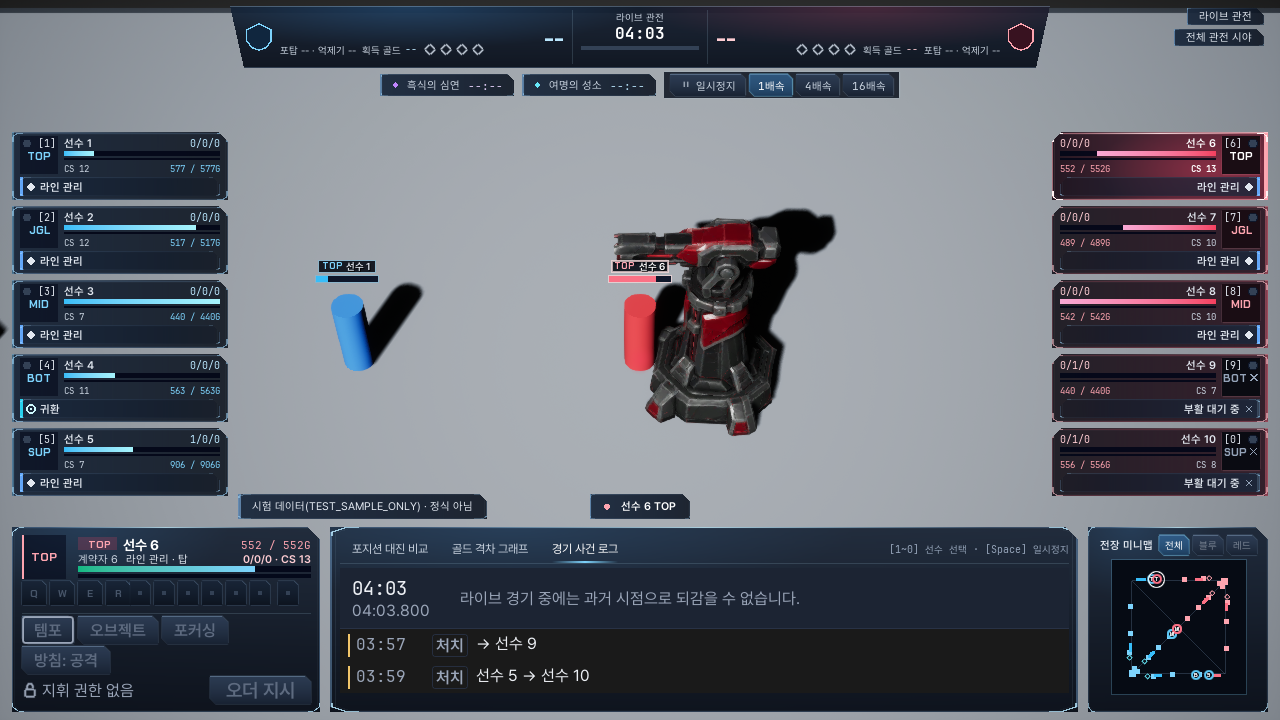 라이브 관전
04:03
포탑 -- · 억제기 -- 획득 골드 --
--
--
획득 골드 -- 포탑 -- · 억제기 --
라이브 관전
전체 관전 시야
흑식의 심연 --:--
여명의 성소 --:--
일시정지
1배속
4배속
16배속
[1] 선수 1 0/0/0
TOP
CS 12 577 / 577G
라인 관리
[2] 선수 2 0/0/0
JGL
CS 12 517 / 517G
라인 관리
[3] 선수 3 0/0/0
MID
CS 7 440 / 440G
라인 관리
[4] 선수 4 0/0/0
BOT
CS 11 563 / 563G
귀환
[5] 선수 5 1/0/0
SUP
CS 7 906 / 906G
라인 관리
TOP 선수 1
TOP 선수 6
0/0/0 선수 6 [6]
TOP
552 / 552G CS 13
라인 관리
0/0/0 선수 7 [7]
JGL
489 / 489G CS 10
라인 관리
0/0/0 선수 8 [8]
MID
542 / 542G CS 10
라인 관리
0/1/0 선수 9 [9]
BOT
440 / 440G CS 7
부활 대기 중
0/1/0 선수 10 [0]
SUP
556 / 556G CS 8
부활 대기 중
시험 데이터(TEST_SAMPLE_ONLY) · 정식 아님
선수 6 TOP
TOP
TOP 선수 6 552 / 552G
계약자 6 라인 관리 · 탑 0/0/0 · CS 13
Q W E R
템포
오브젝트
포커싱
방침: 공격
지휘 권한 없음
오더 지시
포지션 대진 비교
골드 격차 그래프
경기 사건 로그
[1~0] 선수 선택 · [Space] 일시정지
04:03
04:03.800
라이브 경기 중에는 과거 시점으로 되감을 수 없습니다.
03:57 처치 → 선수 9
03:59 처치 선수 5 → 선수 10
전장 미니맵
전체
블루
레드